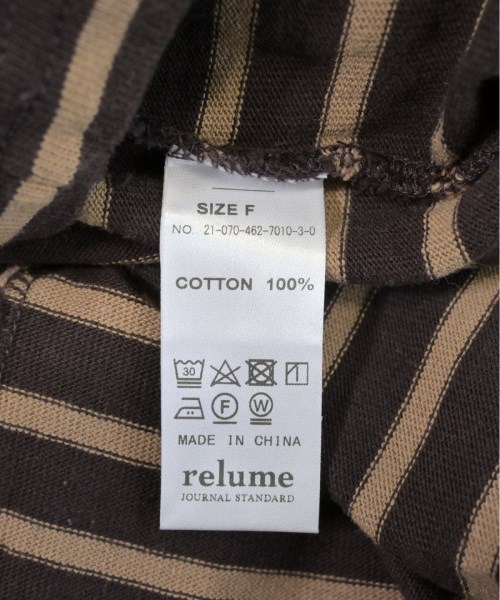 SIZE F
NO. 21-070-462-7010-3-0
COTTON 100%
30
F W
MADE IN CHINA
relume
JOURNAL STANDARD